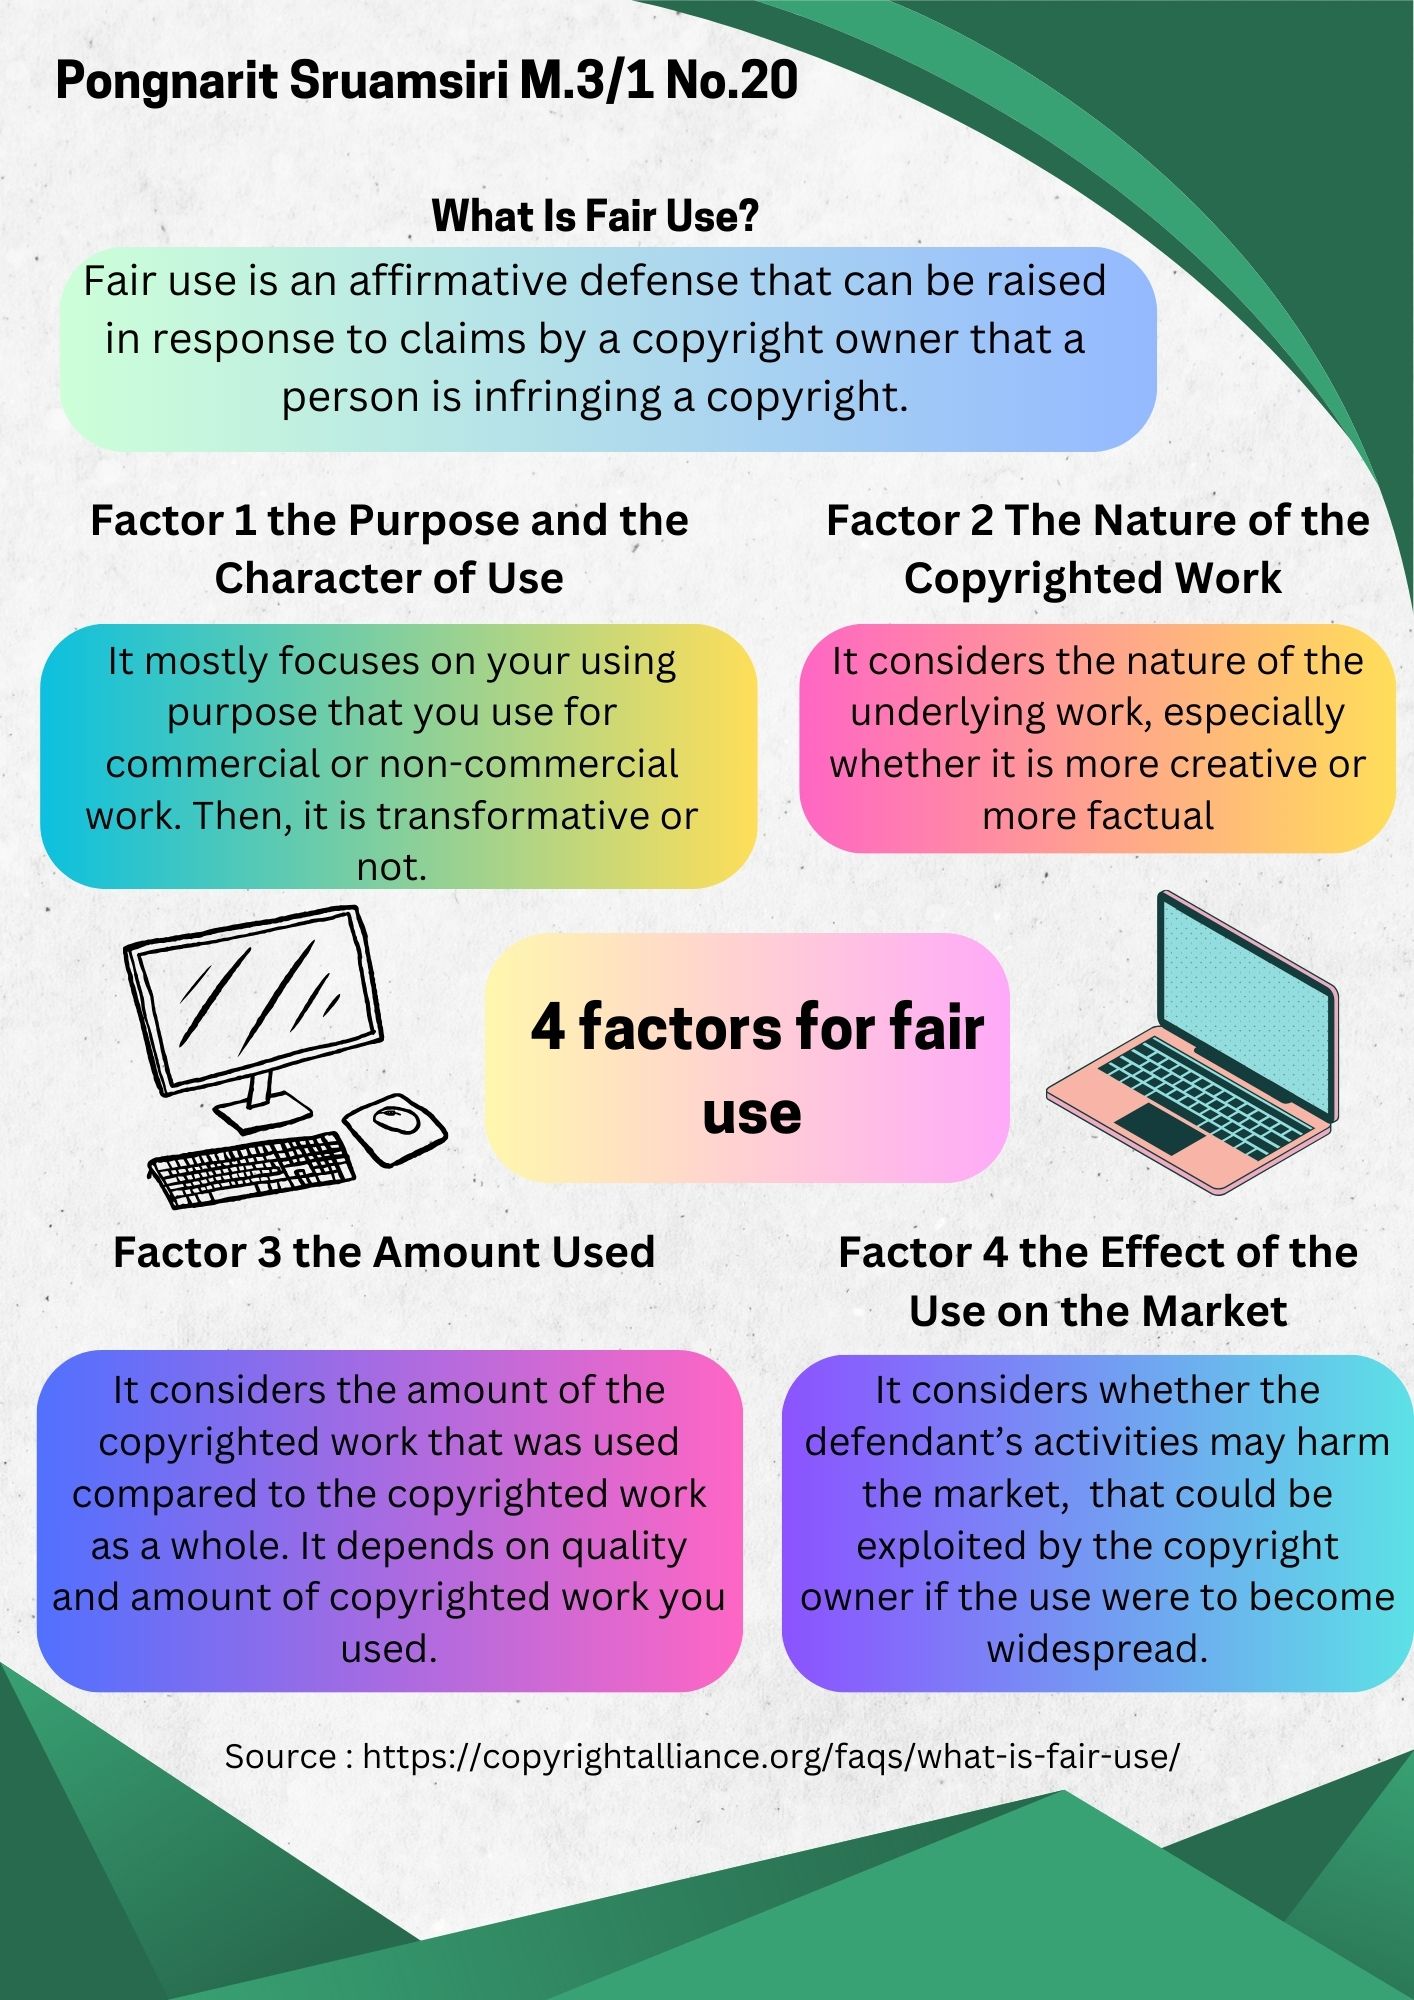 Pongnarit Sruamsiri M.3/1 No.20
What Is Fair Use?
Fair use is an affirmative defense that can be raised
in response to claims by a copyright owner that a
person is infringing a copyright.
Factor 1 the Purpose and the
Character of Use
It mostly focuses on your using
purpose that you use for
commercial or non-commercial
work. Then, it is transformative or
not.
Factor 2 The Nature of the
Copyrighted Work
It considers the nature of the
underlying work, especially
whether it is more creative or
more factual
4 factors for fair
use
Factor 3 the Amount Used
It considers the amount of the
copyrighted work that was used
compared to the copyrighted work
as a whole. It depends on quality
and amount of copyrighted work you
used.
Factor 4 the Effect of the
Use on the Market
It considers whether the
defendant’s activities may harm
the market,  that could be
exploited by the copyright
owner if the use were to become
widespread.
Source : https://copyrightalliance.org/faqs/what-is-fair-use/